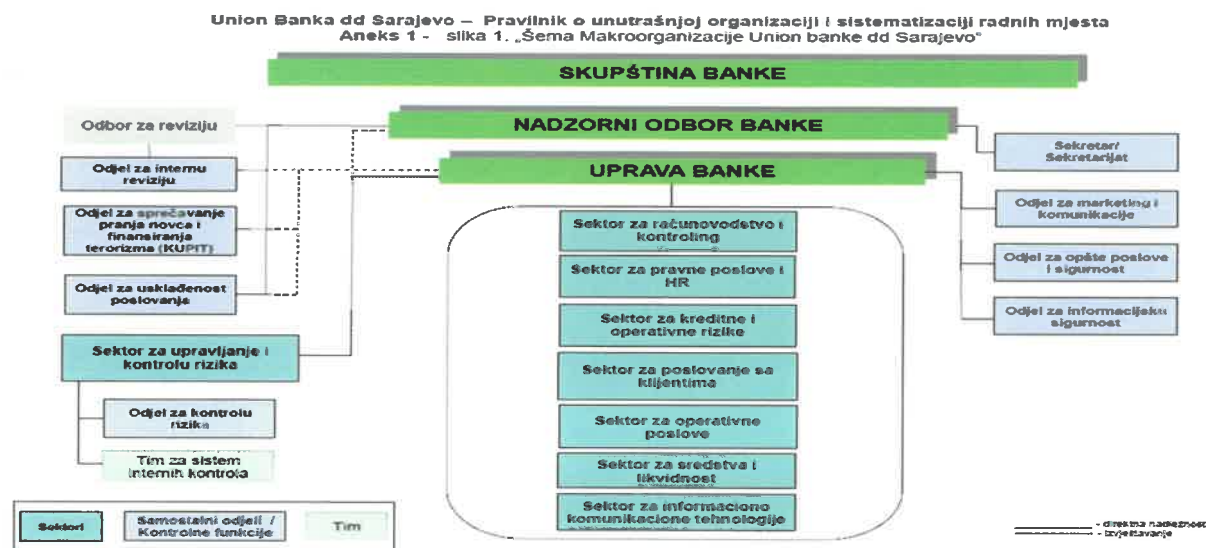 Union Banka dd Sarajevo – Pravilnik o unutrašnjoj organizaciji i sistematizaciji radnih mjesta
Aneks 1 - slika 1. „Šema Makroorganizacije Union banke dd Sarajevo"
SKUPŠTINA BANKE
NADZORNI ODBOR BANKE
UPRAVA BANKE
Odbor za reviziju
Odjel za internu
reviziju
Odjel za sprečavanje
pranja novca i
finansiranja
terorizma (KUPIT)
Odjel za usklađenost
poslovanja
Sektor za upravljanje i
kontrolu rizika
Odjel za kontrolu
rizika
Tim za sistem
internih kontrola
Sektor za računovodstvo i
kontroling
Sektor za pravne poslove i
HR
Sektor za kreditne i
operativne rizike
Sektor za poslovanje sa
klijentima
Sektor za operativne
poslove
Sektor za sredstva i
likvidnost
Sektor za informaciono
komunikacione tehnologije
Sekretar/
Sekretarijat
Odjel za marketing i
komunikacije
Odjel za opšte poslove
i sigurnost
Odjel za informacijsku
sigurnost
Sektori
Samostalni odjeli /
Kontrolne funkcije
Tim
- direktna nadležnost
- izvještavanje